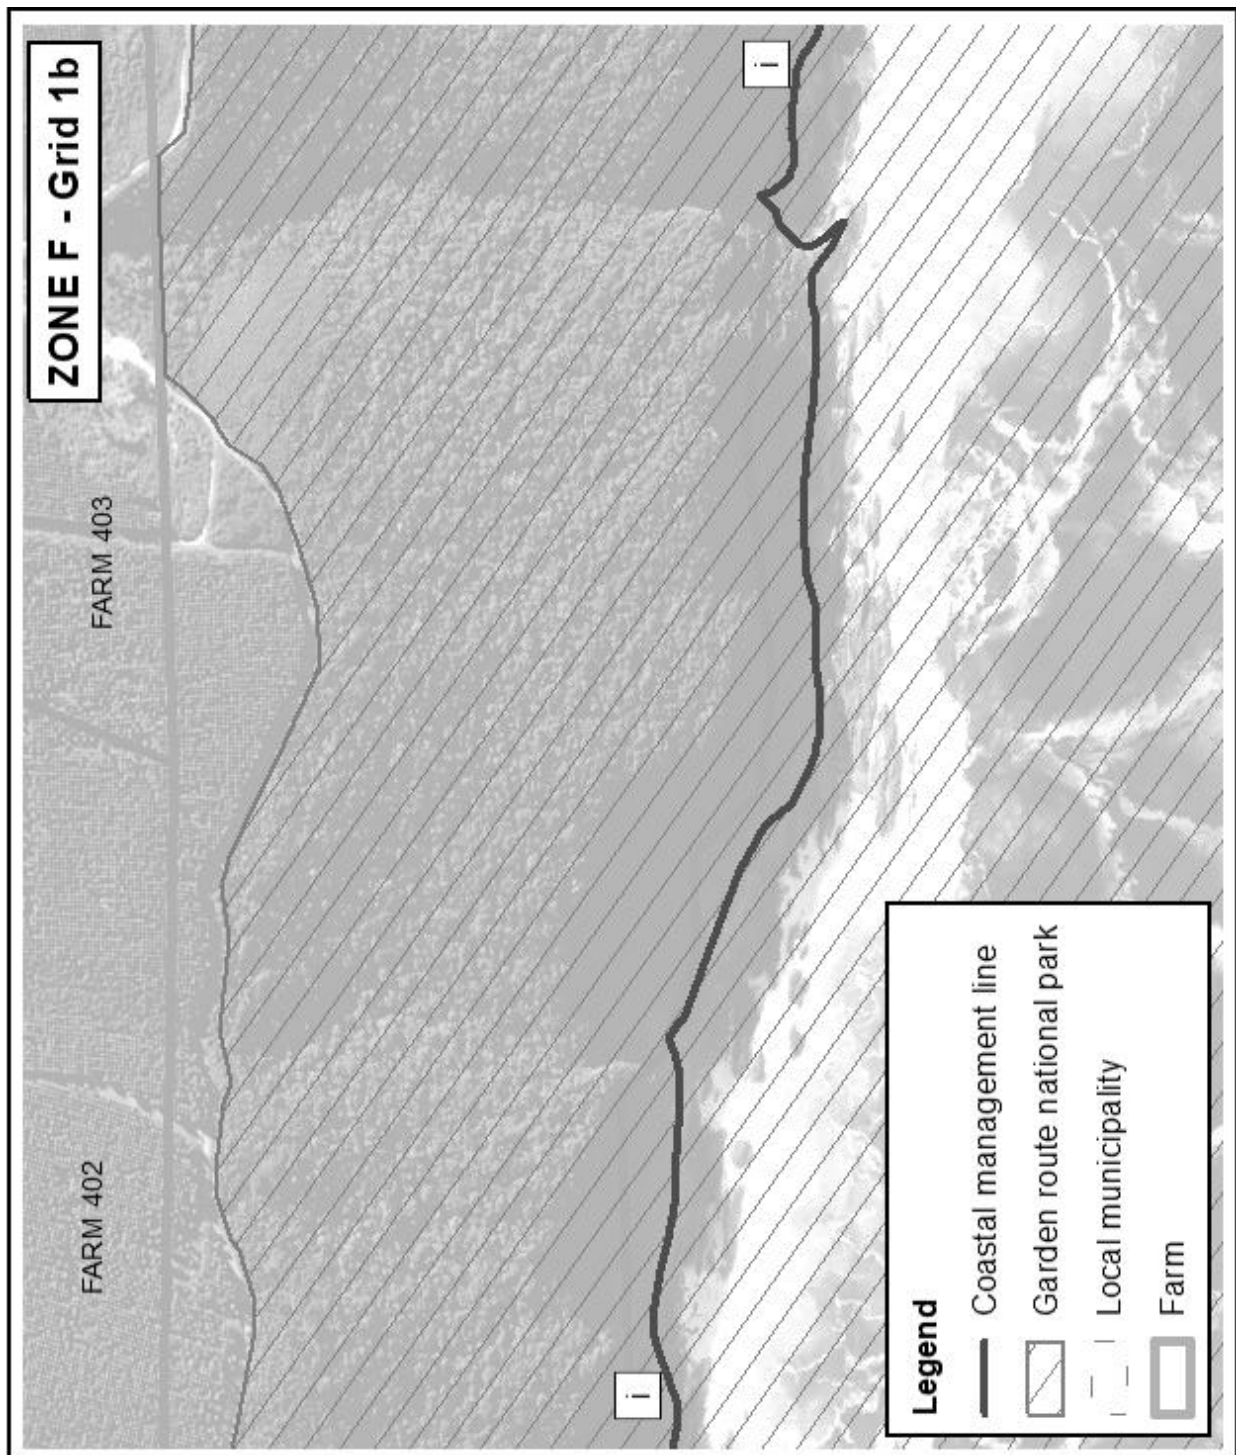 ZONE F - Grid 1b
FARM 402
FARM 403
i
i
Legend
Coastal management line
Garden route national park
Local municipality
Farm